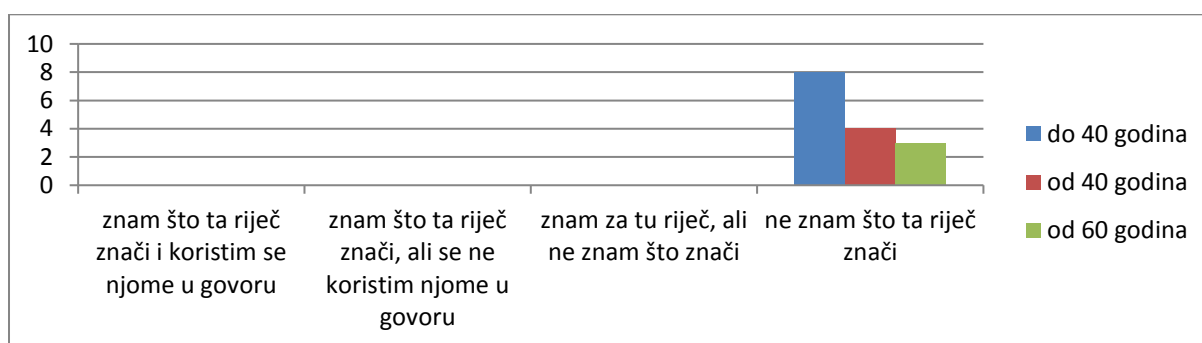 10
8
6
4
2
0
znam što ta riječ
znači i koristim se
njome u govoru
znam što ta riječ
znači, ali se ne
koristim njome u
govoru
znam za tu riječ, ali
ne znam što znači
ne znam što ta riječ
znači
do 40 godina
od 40 godina
od 60 godina